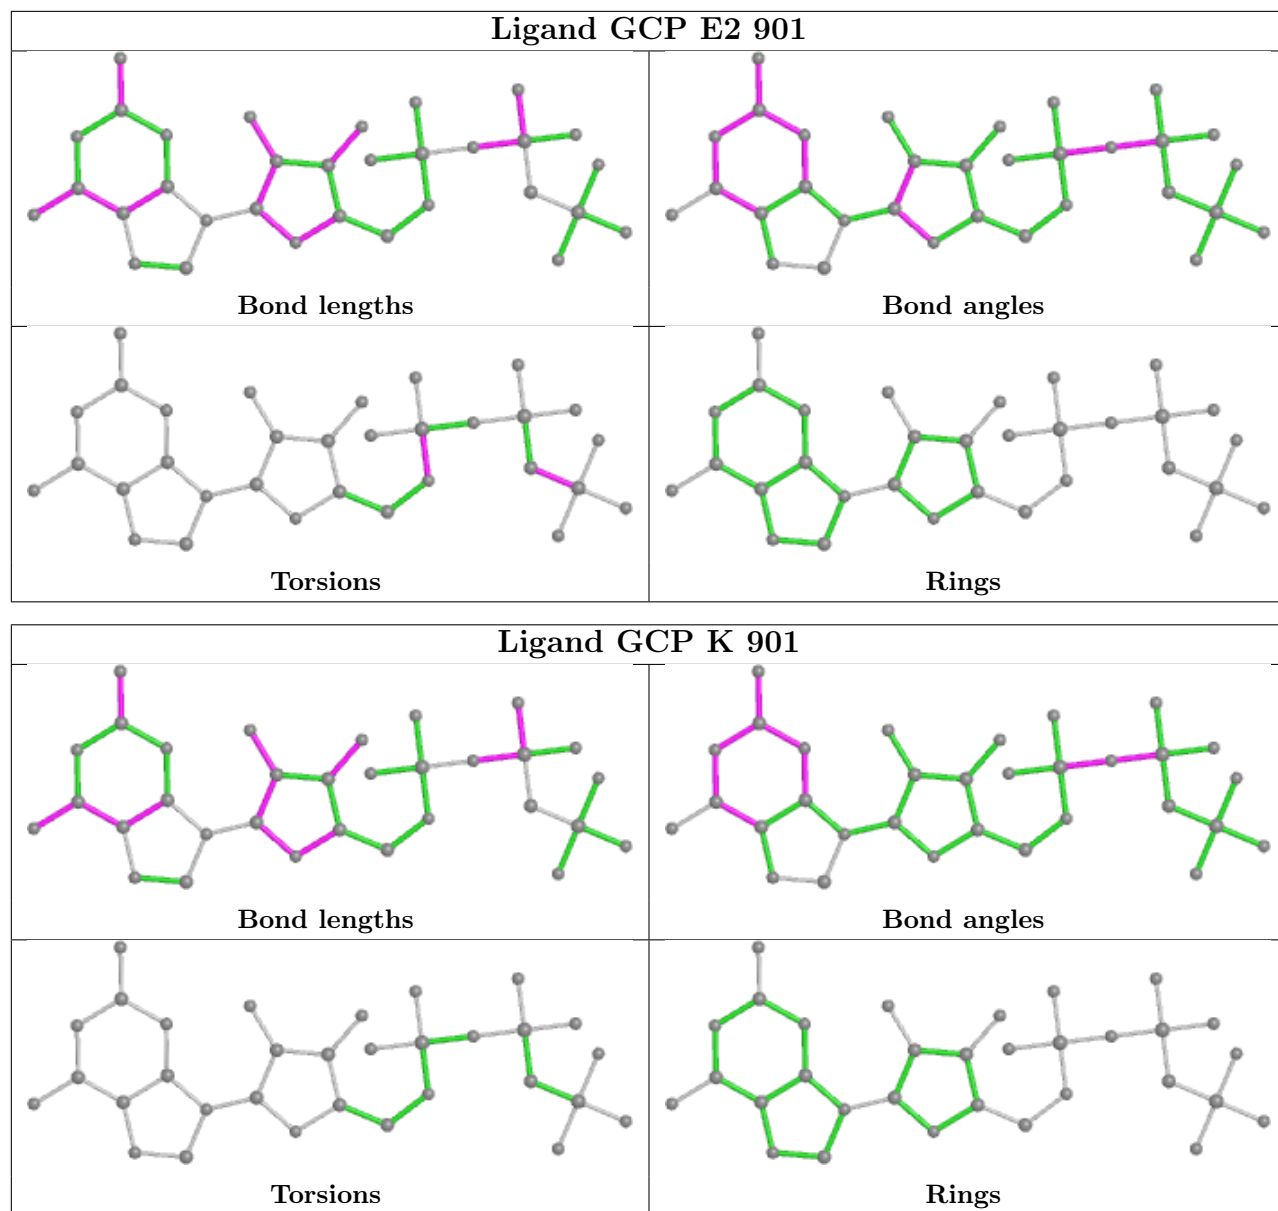 Ligand GCP E2 901
Bond lengths
Bond angles
Torsions
Rings
Ligand GCP K 901
Bond lengths
Bond angles
Torsions
Rings